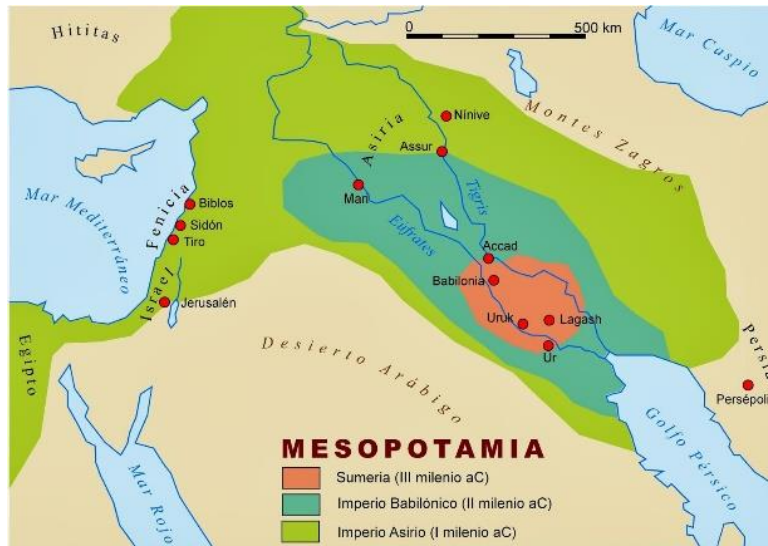 Hititas
0 500 km
Mar Caspio
Montes Zagros
Nínive
Asiria
Assur
Mari
Tigris
Eufrates
Mar Mediterráneo
Fenicia
Biblos
Sidón
Tiro
Israel
Jerusalén
Accad
Babilonia
Uruk
Lagash
Ur
Desierto Arábigo
Egipto
Persia
Persépoli
Golfo Pérsico
Mar Rojo
MESOPOTAMIA
Sumeria (III milenio aC)
Imperio Babilónico (II milenio aC)
Imperio Asirio (I milenio aC)